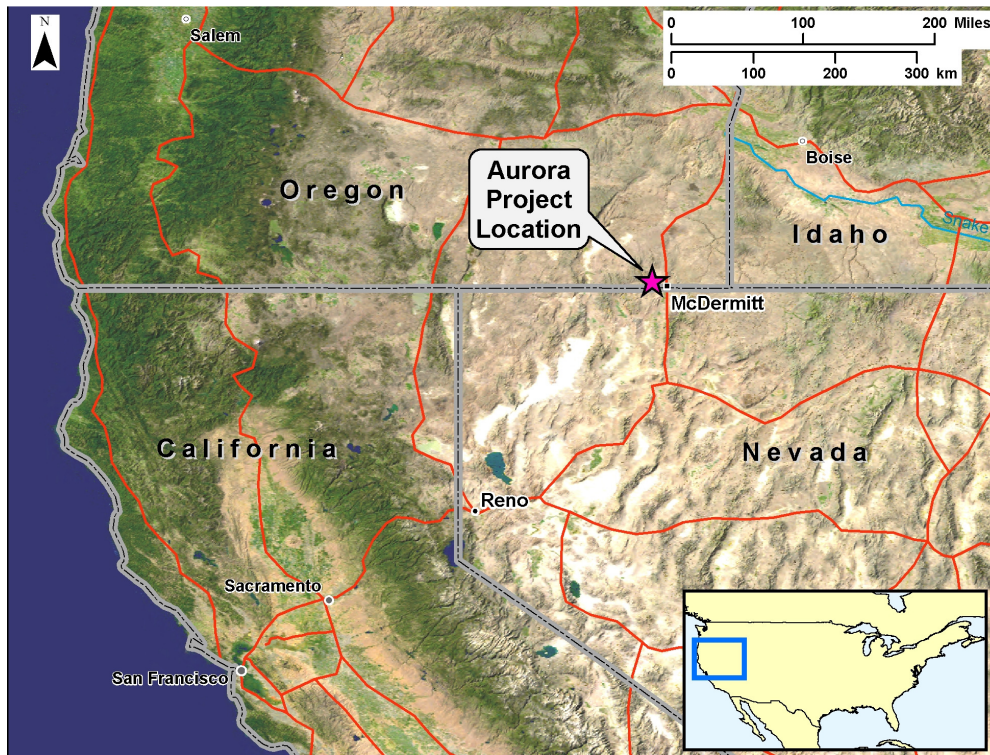 N
Salem
0 100 200 Miles
0 100 200 300 km
Boise
Aurora
Project
Location
Oregon
Snake
Idaho
McDermitt
California
Nevada
Reno
Sacramento
San Francisco